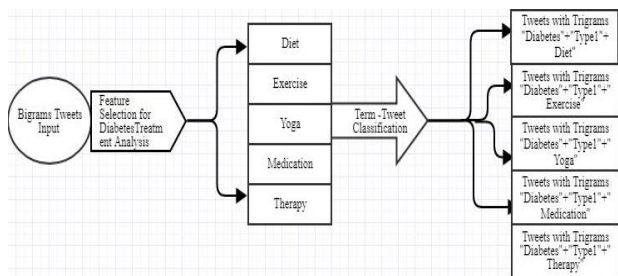 Bigrams Tweets
Input
Feature
Selection for
DiabetesTreatm
ent Analysis
Diet
Exercise
Yoga
Medication
Therapy
Term -Tweet
Classification
Tweets with Trigrams
"Diabetes"+"Type1"+
Diet"
Tweets with Trigrams
"Diabetes"+"Type1"+"
Exercise"
Tweets with Trigrams
"Diabetes"+"Type1"+"
Yoga"
Tweets with Trigrams
"Diabetes"+"Type1"+"
Medication"
Tweets with Trigrams
"Diabetes"+"Type1"+"
Therapy"